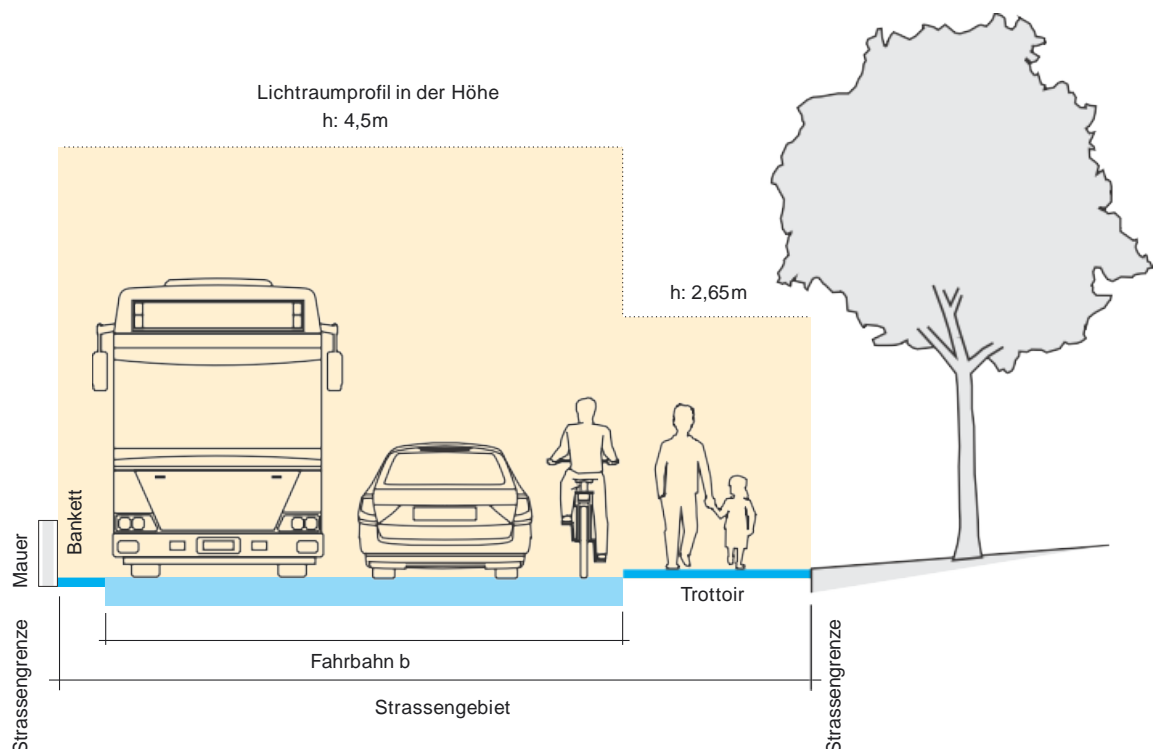 Lichtraumprofil in der Höhe
h: 4,5m
h: 2,65m
Mauer
Bankett
Trottoir
Strassengrenze
Fahrbahn b
Strassengrenze
Strassengebiet